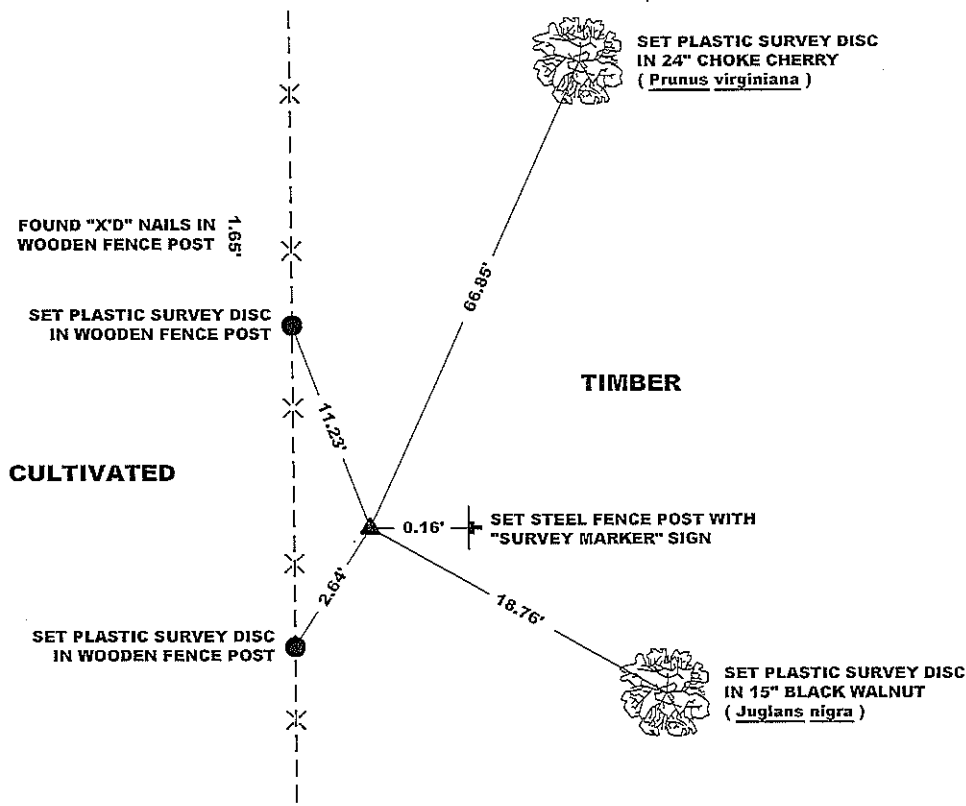 SET PLASTIC SURVEY DISC
IN 24" CHOKE CHERRY
( Prunus virginiana )
FOUND "X'D" NAILS IN
WOODEN FENCE POST
1.65'
SET PLASTIC SURVEY DISC
IN WOODEN FENCE POST
66.85'
TIMBER
11.23'
CULTIVATED
0.16'
SET STEEL FENCE POST WITH
"SURVEY MARKER" SIGN
2.64'
18.76'
SET PLASTIC SURVEY DISC
IN WOODEN FENCE POST
SET PLASTIC SURVEY DISC
IN 15" BLACK WALNUT
( Juglans nigra )